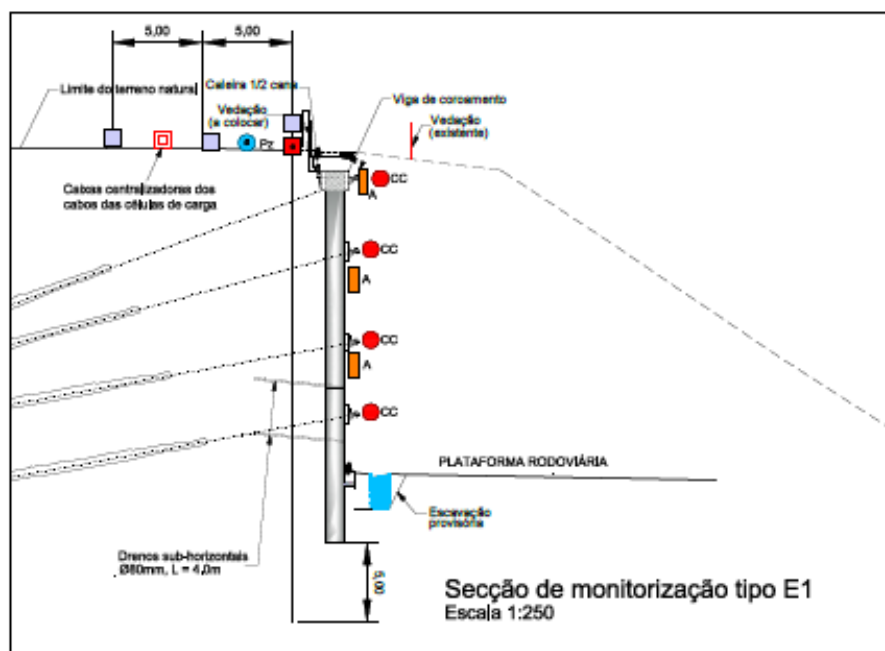 5,00
5,00
Limite do terreno natural
Caleira 1/2 cana
Viga de coroamento
Vedação
(a colocar)
Vedação
(existente)
Pz
Caixas centralizadoras dos
cabos das células de carga
CC
A
CC
A
CC
A
CC
PLATAFORMA RODOVIÁRIA
Escavação
provisória
Drenos sub-horizontais
Ø80mm, L = 4,0m
5,00
Secção de monitorização tipo E1
Escala 1:250